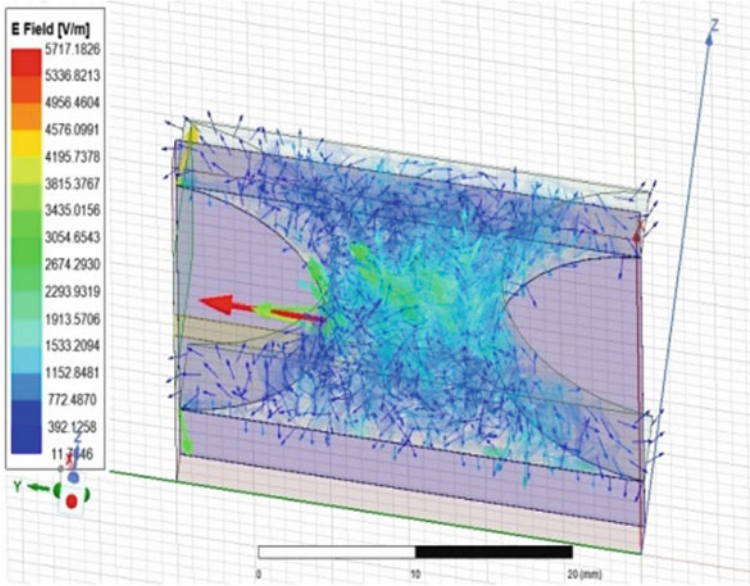 E Field [V/m]
5717.1826
5336.8213
4956.4604
4576.0991
4195.7378
3815.3767
3435.0156
3054.6543
2674.2930
2293.9319
1913.5706
1533.2094
1152.8481
772.4870
392.1258
Z
X
Z
Y
0
10
20 (mm)